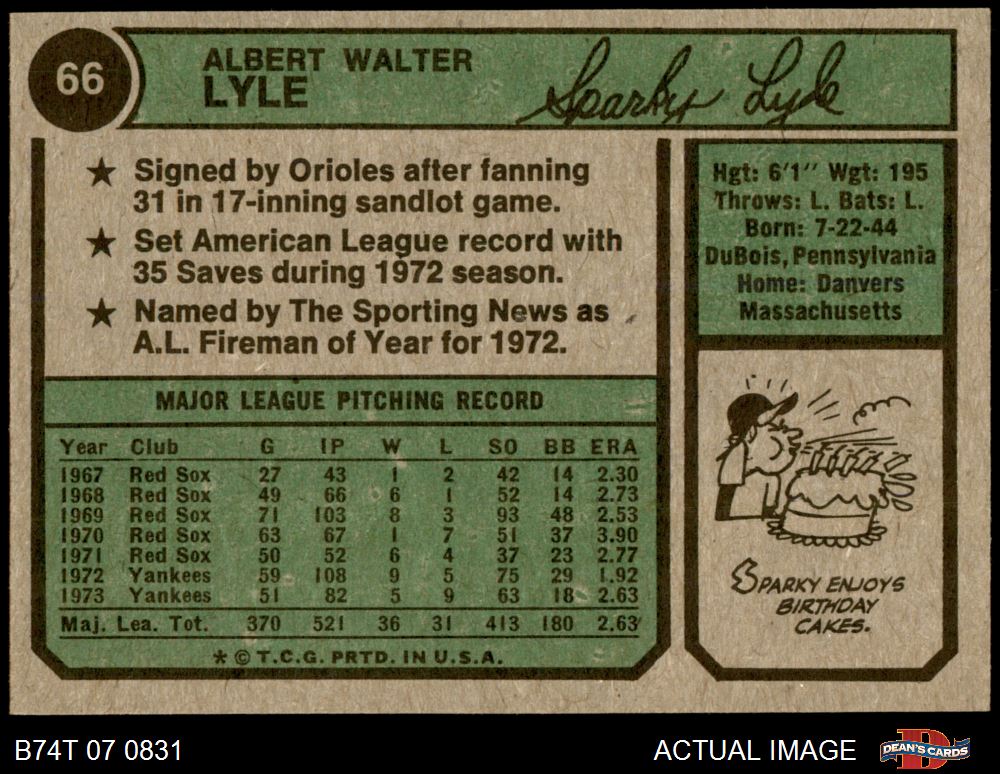 66
ALBERT WALTER
LYLE
Sparky Lyle
★ Signed by Orioles after fanning
31 in 17-inning sandlot game.
★ Set American League record with
35 Saves during 1972 season.
★ Named by The Sporting News as
A.L. Fireman of Year for 1972.
Hgt: 6'1" Wgt: 195
Throws: L. Bats: L.
Born: 7-22-44
DuBois, Pennsylvania
Home: Danvers
Massachusetts
MAJOR LEAGUE PITCHING RECORD
Year Club G IP W L SO BB ERA
1967 Red Sox 27 43 1 2 42 14 2.30
1968 Red Sox 49 66 6 1 52 14 2.73
1969 Red Sox 71 103 8 3 93 48 2.53
1970 Red Sox 63 67 1 7 51 37 3.90
1971 Red Sox 50 52 6 4 37 23 2.77
1972 Yankees 59 108 9 5 75 29 1.92
1973 Yankees 51 82 5 9 63 18 2.63
Maj. Lea. Tot. 370 521 36 31 413 180 2.63
* © T.C.G. PRTD. IN U.S.A.
SPARKY ENJOYS
BIRTHDAY
CAKES.
B74T 07 0831
ACTUAL IMAGE
DEAN'S CARDS